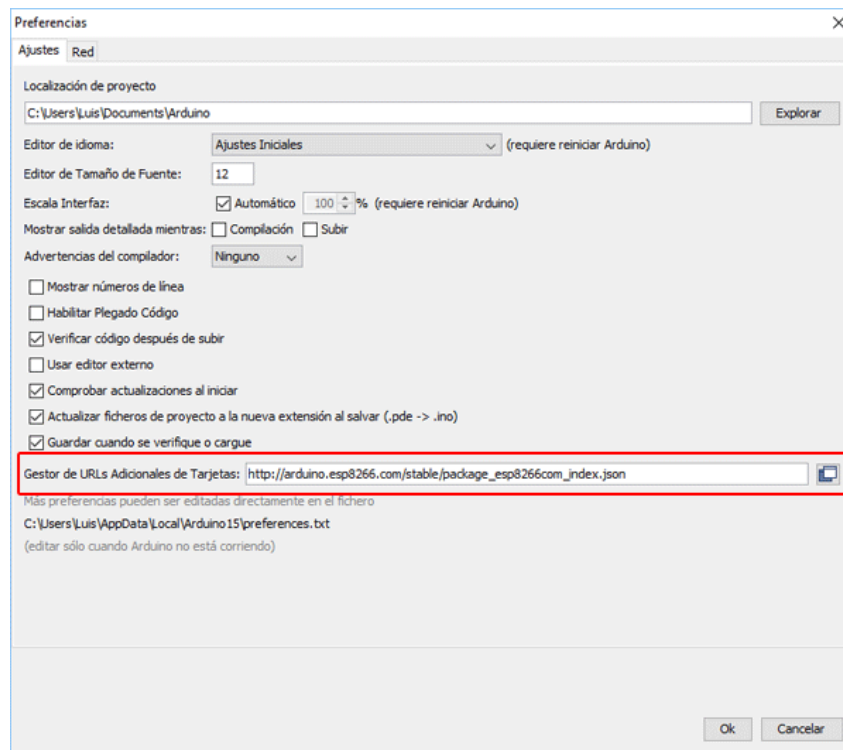 Preferencias
Ajustes Red
Localización de proyecto
C:\Users\Luis\Documents\Arduino Explorar
Editor de idioma: Ajustes Iniciales (requiere reiniciar Arduino)
Editor de Tamaño de Fuente: 12
Escala Interfaz: Automático 100 % (requiere reiniciar Arduino)
Mostrar salida detallada mientras: Compilación Subir
Advertencias del compilador: Ninguno
Mostrar números de línea
Habilitar Plegado Código
Verificar código después de subir
Usar editor externo
Comprobar actualizaciones al iniciar
Actualizar ficheros de proyecto a la nueva extensión al salvar (.pde -> .ino)
Guardar cuando se verifique o cargue
Gestor de URLs Adicionales de Tarjetas: http://arduino.esp8266.com/stable/package_esp8266com_index.json
Más preferencias pueden ser editadas directamente en el fichero
C:\Users\Luis\AppData\Local\Arduino15\preferences.txt
(editar sólo cuando Arduino no está corriendo)
Ok Cancelar